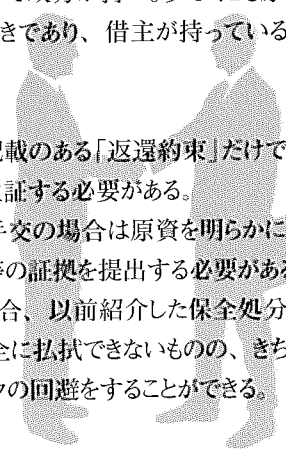 きであり、借主が持っている
記載のある「返還約束」だけで
証する必要がある。
手交の場合は原資を明らかに
等の証拠を提出する必要がある
合、以前紹介した保全処分
全に払拭できないものの、きち
クの回避をすることができる。